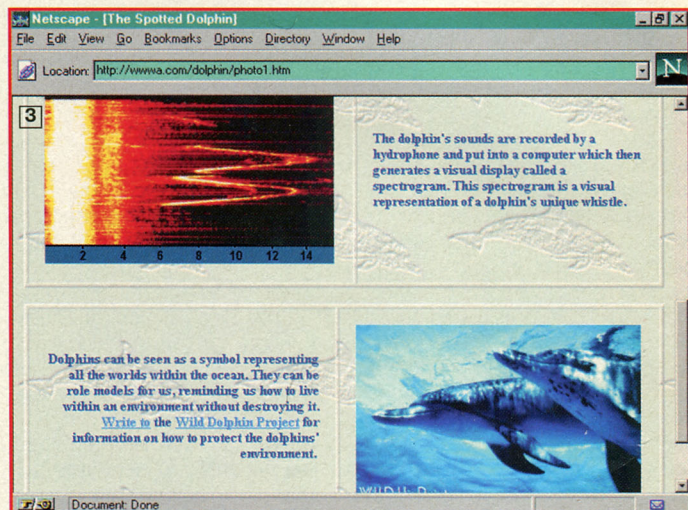 Netscape - [The Spotted Dolphin]
File Edit View Go Bookmarks Options Directory Window Help
Location: http://wwwa.com/dolphin/photo1.htm
N
3
The dolphin's sounds are recorded by a
hydrophone and put into a computer which then
generates a visual display called a
spectrogram. This spectrogram is a visual
representation of a dolphin's unique whistle.
2 4 6 8 10 12 14
Dolphins can be seen as a symbol representing
all the worlds within the ocean. They can be
role models for us, reminding us how to live
within an environment without destroying it.
Write to the Wild Dolphin Project for
information on how to protect the dolphins'
environment.
Document: Done